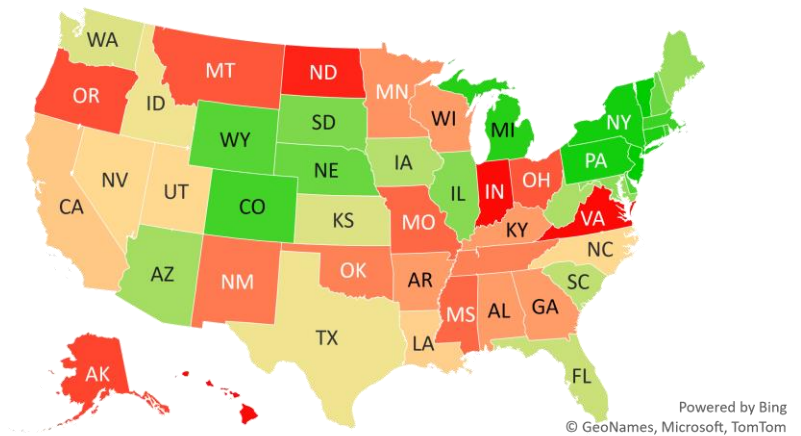 WA
MT
ND
OR
ID
MN
WI
MI
NY
SD
WY
IA
PA
NE
NV
UT
CO
IL
IN
OH
CA
KS
MO
KY
VA
NC
AZ
NM
OK
AR
SC
TX
MS
AL
GA
LA
AK
FL
Powered by Bing
© GeoNames, Microsoft, TomTom